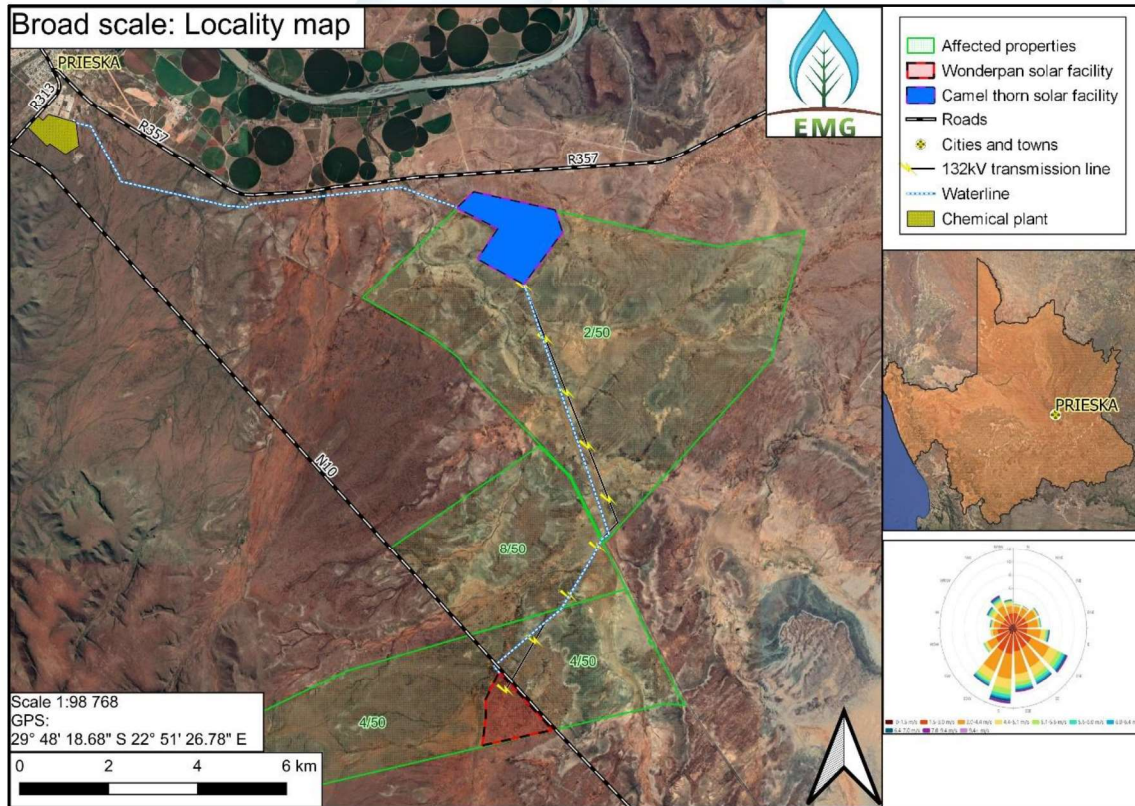 Broad scale: Locality map
PRIESKA
R313
R357
R357
N10
2/50
8/50
4/50
4/50
Scale 1:98 768
GPS:
29° 48' 18.68" S 22° 51' 26.78" E
0 2 4 6 km
EMG
Affected properties
Wonderpan solar facility
Camel thorn solar facility
Roads
Cities and towns
132kV transmission line
Waterline
Chemical plant
PRIESKA